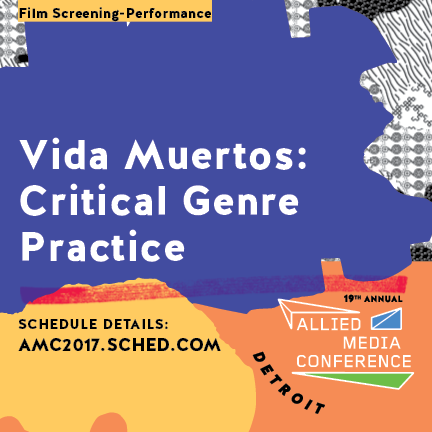 Film Screening-Performance
Vida Muertos:
Critical Genre
Practice
SCHEDULE DETAILS:
AMC2017.SCHED.COM
19TH ANNUAL
ALLIED
MEDIA
CONFERENCE
DETROIT